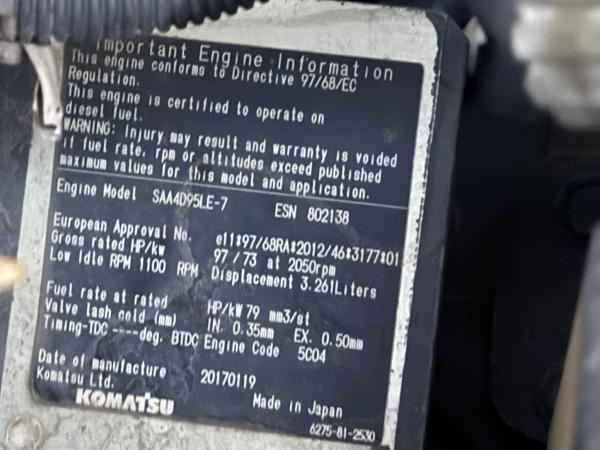 Important Engine Information
This engine conforms to Directive 97/68/EC
Regulation.
This engine is certified to operate on
diesel fuel.
WARNING: Injury may result and warranty is voided
if fuel rate, rpm or altitudes exceed published
maximum values for this model and application.
Engine Model SAA4D95LE-7 ESN 802138
European Approval No. e11*97/68RA*2012/46*3177*01
Gross rated HP/kW 97 / 73 at 2050rpm
Low Idle RPM 1100 RPM Displacement 3.261Liters
Fuel rate at rated HP/kW 79 mm3/st
Valve lash cold (mm) IN. 0.35mm EX. 0.50mm
Timing-TDC ----deg. BTDC Engine Code 5C04
Date of manufacture 20170119
Komatsu Ltd.
KOMATSU Made in Japan
6275-81-2530